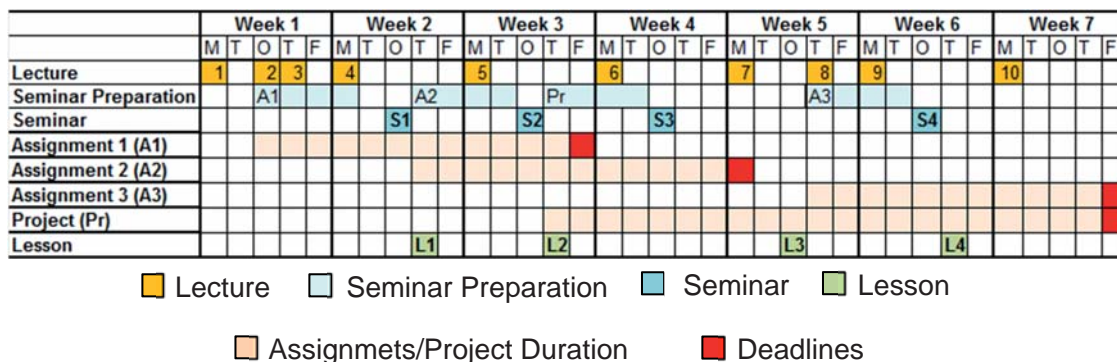 Week 1 Week 2 Week 3 Week 4 Week 5 Week 6 Week 7
M T O T F M T O T F M T O T F M T O T F M T O T F M T O T F M T O T F
Lecture 1 2 3 4 5 6 7 8 9 10
Seminar Preparation A1 A2 Pr A3
Seminar S1 S2 S3 S4
Assignment 1 (A1)
Assignment 2 (A2)
Assignment 3 (A3)
Project (Pr)
Lesson L1 L2 L3 L4
Lecture Seminar Preparation Seminar Lesson
Assignmets/Project Duration Deadlines